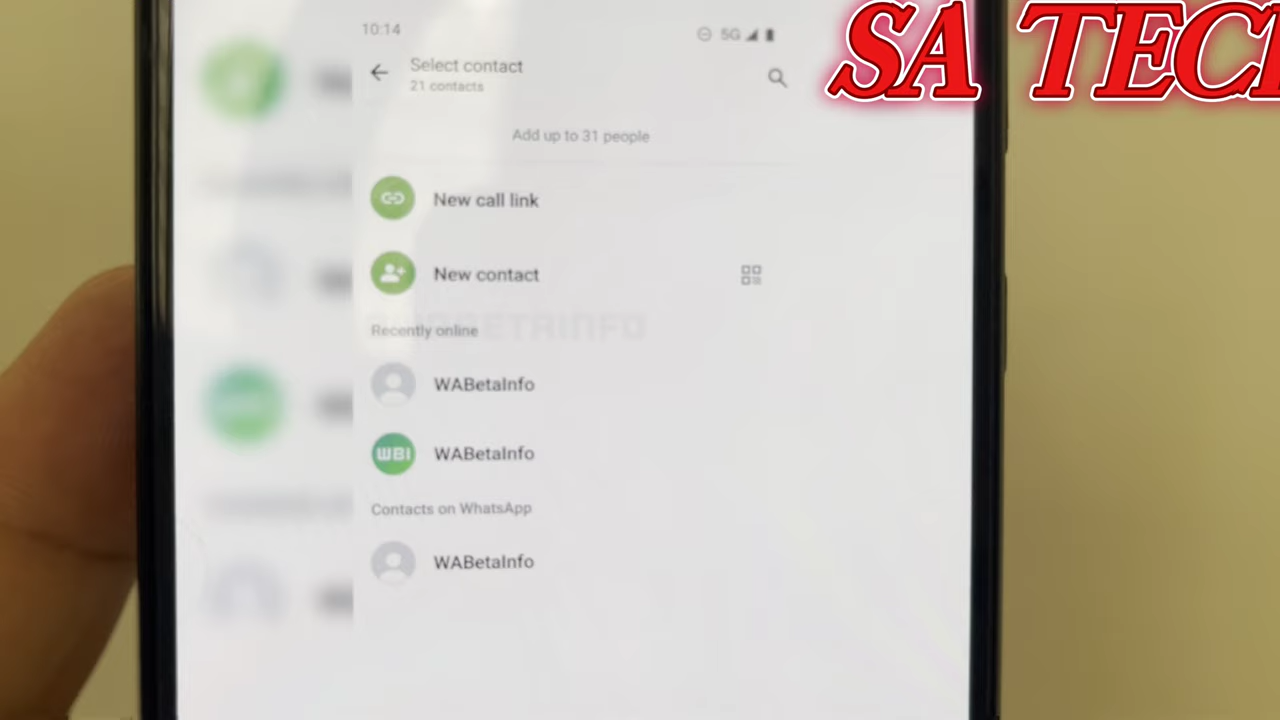 SA TECH
10:14
5G
Select contact
21 contacts
Add up to 31 people
New call link
New contact
Recently online
WABetaInfo
WBI
WABetaInfo
Contacts on WhatsApp
WABetaInfo